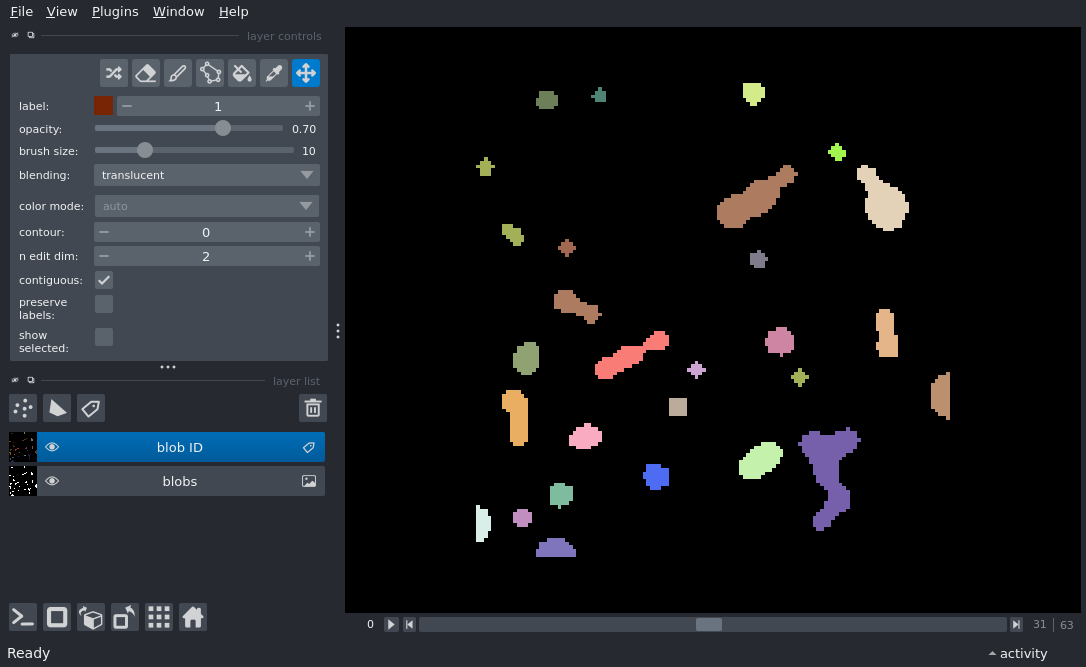 File View Plugins Window Help
layer controls
label: 1
opacity: 0.70
brush size: 10
blending: translucent
color mode: auto
contour: 0
n edit dim: 2
contiguous:
preserve
labels:
show
selected:
layer list
blob ID
blobs
0 31 | 63
Ready activity